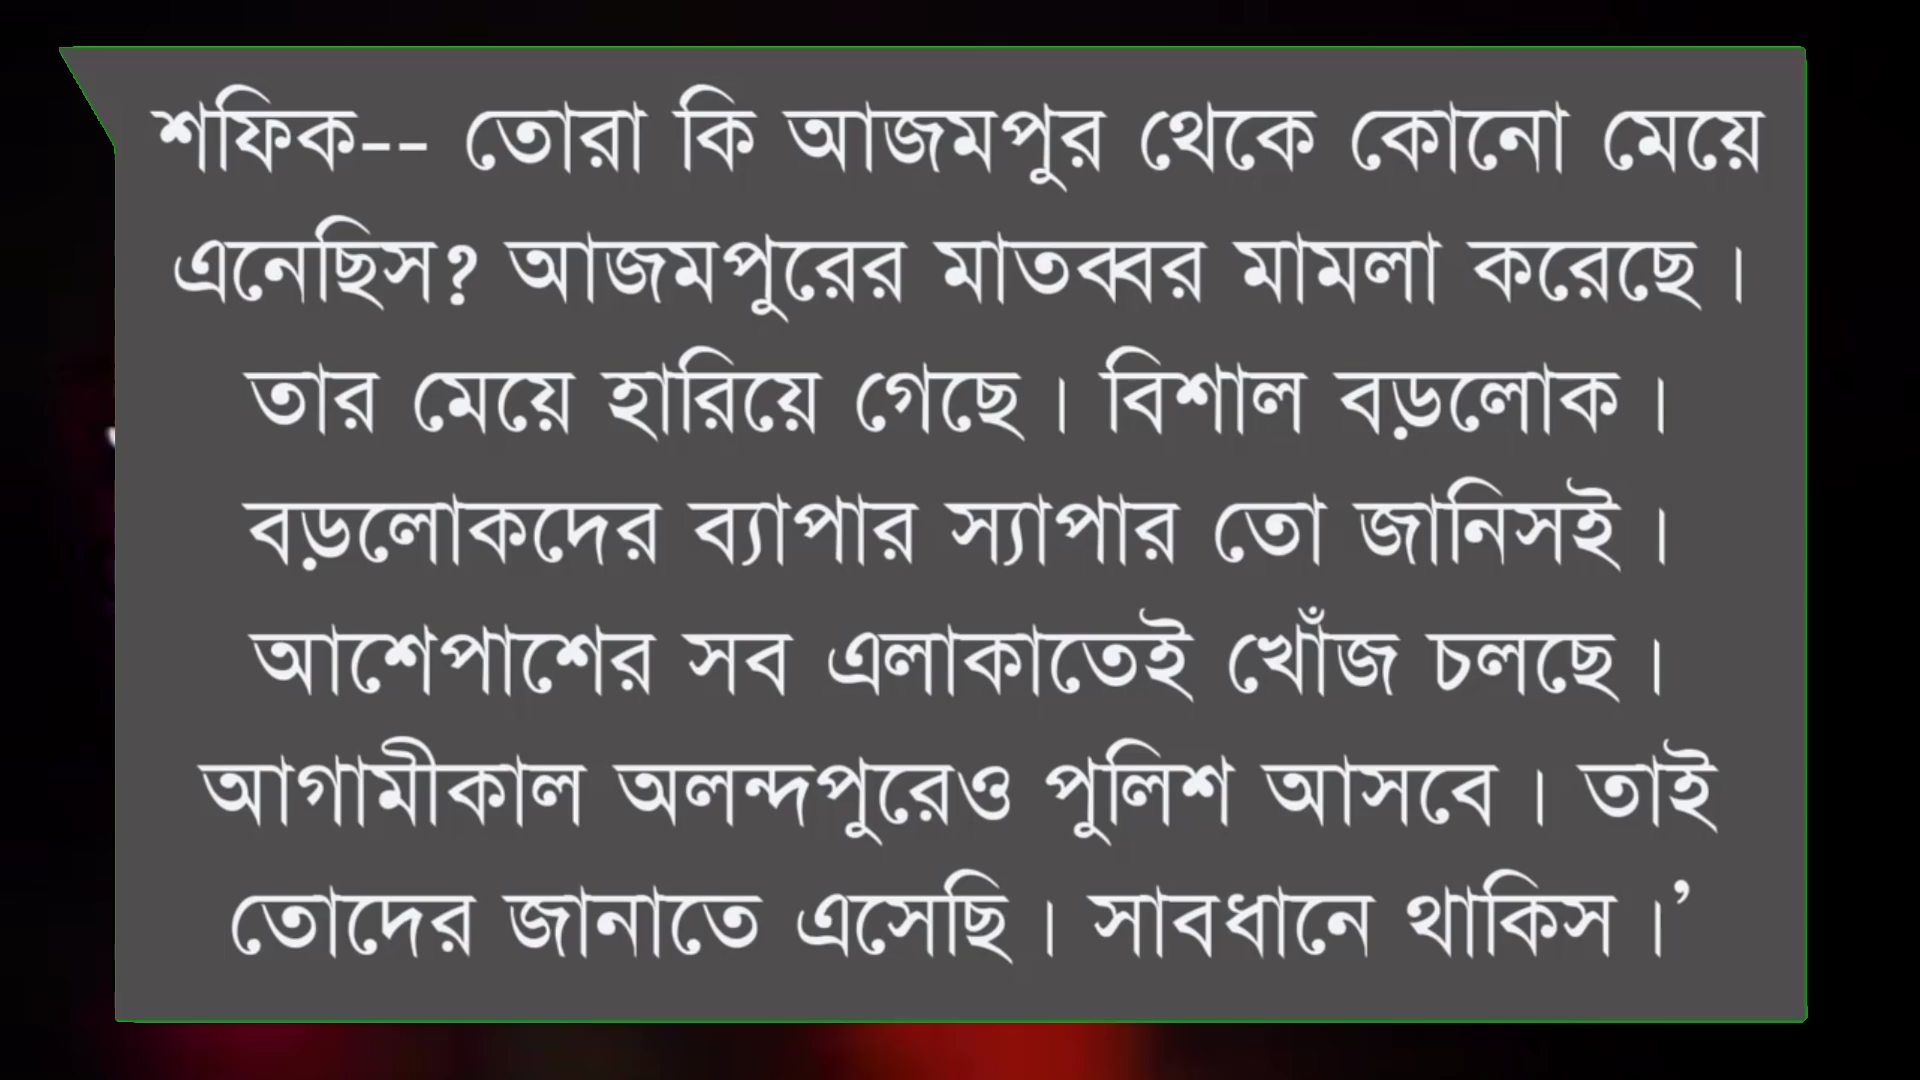 শফিক-- তোরা কি আজমপুর থেকে কোনো মেয়ে
এনেছিস? আজমপুরের মাতব্বর মামলা করেছে।
তার মেয়ে হারিয়ে গেছে। বিশাল বড়লোক।
বড়লোকদের ব্যাপার স্যাপার তো জানিসই।
আশেপাশের সব এলাকাতেই খোঁজ চলছে।
আগামীকাল অলন্দপুরেও পুলিশ আসবে। তাই
তোদের জানাতে এসেছি। সাবধানে থাকিস।’